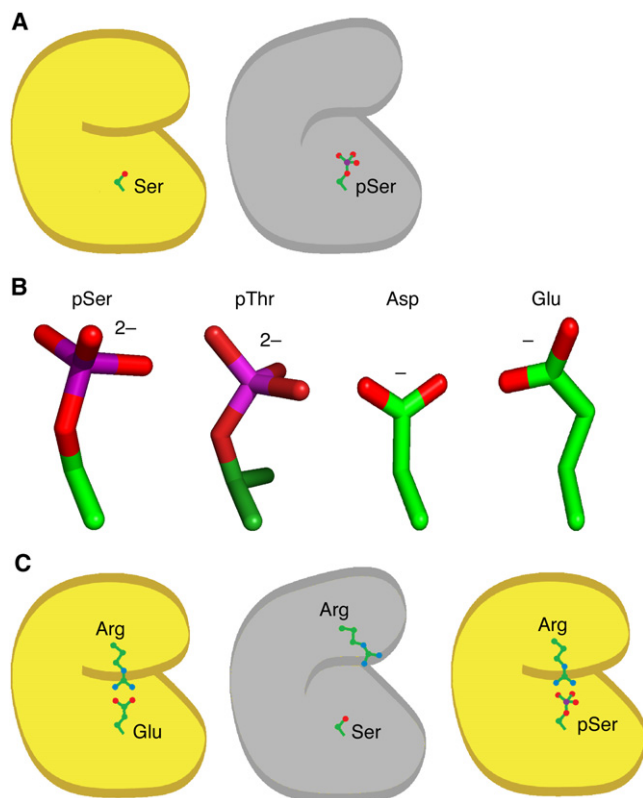 A
Ser
pSer
B
pSer pThr Asp Glu
2–
2–
–
–
C
Arg
Arg
Arg
Glu
Ser
pSer